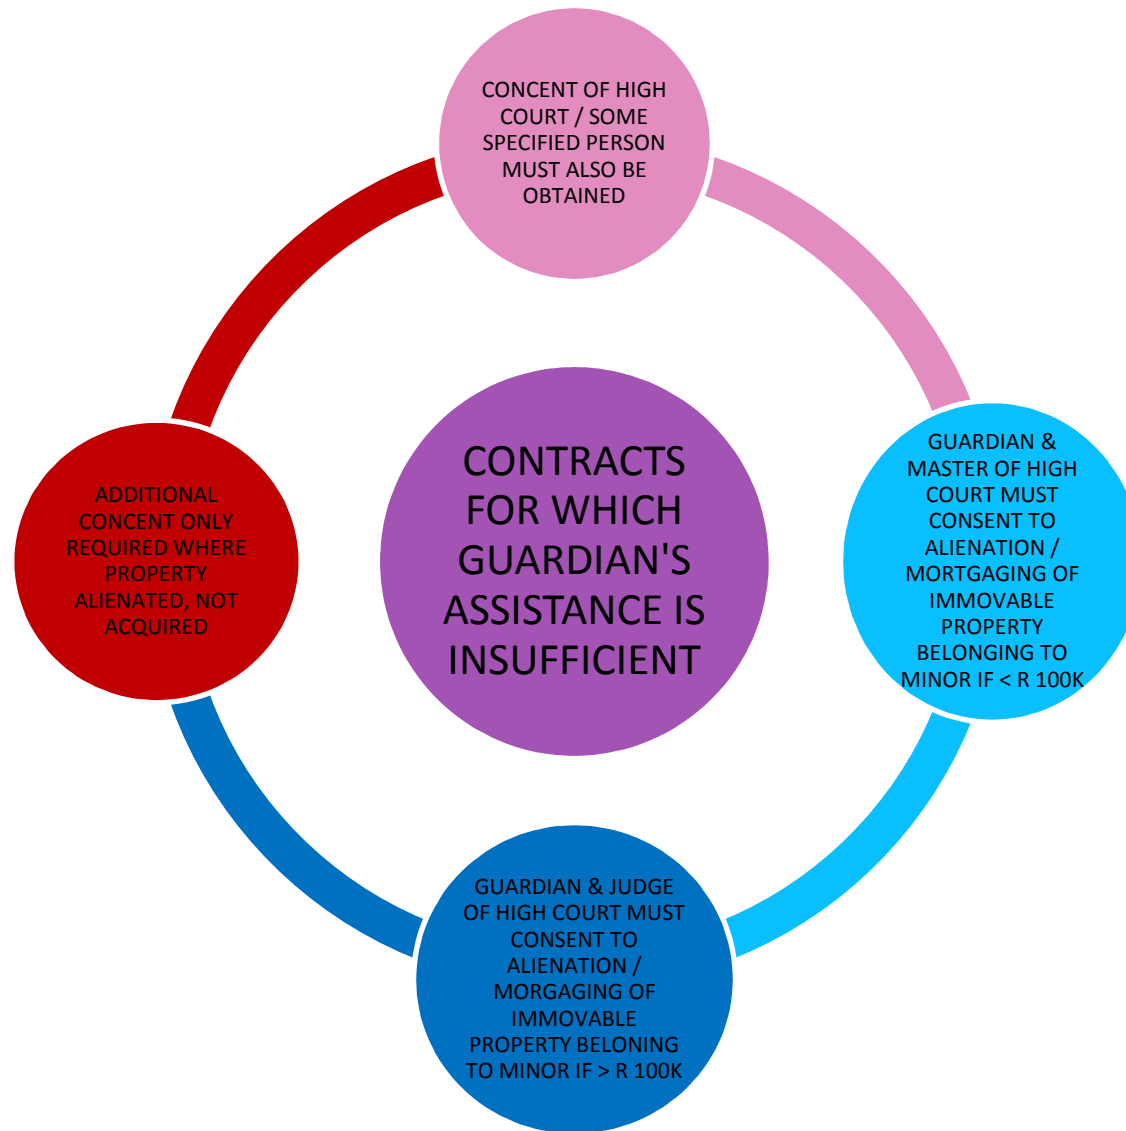 CONCENT OF HIGH
COURT / SOME
SPECIFIED PERSON
MUST ALSO BE
OBTAINED
GUARDIAN &
MASTER OF HIGH
COURT MUST
CONSENT TO
ALIENATION /
MORTGAGING OF
IMMOVABLE
PROPERTY
BELONGING TO
MINOR IF < R 100K
GUARDIAN & JUDGE
OF HIGH COURT MUST
CONSENT TO
ALIENATION /
MORGAGING OF
IMMOVABLE
PROPERTY BELONING
TO MINOR IF > R 100K
ADDITIONAL
CONCENT ONLY
REQUIRED WHERE
PROPERTY
ALIENATED, NOT
ACQUIRED
CONTRACTS
FOR WHICH
GUARDIAN'S
ASSISTANCE IS
INSUFFICIENT